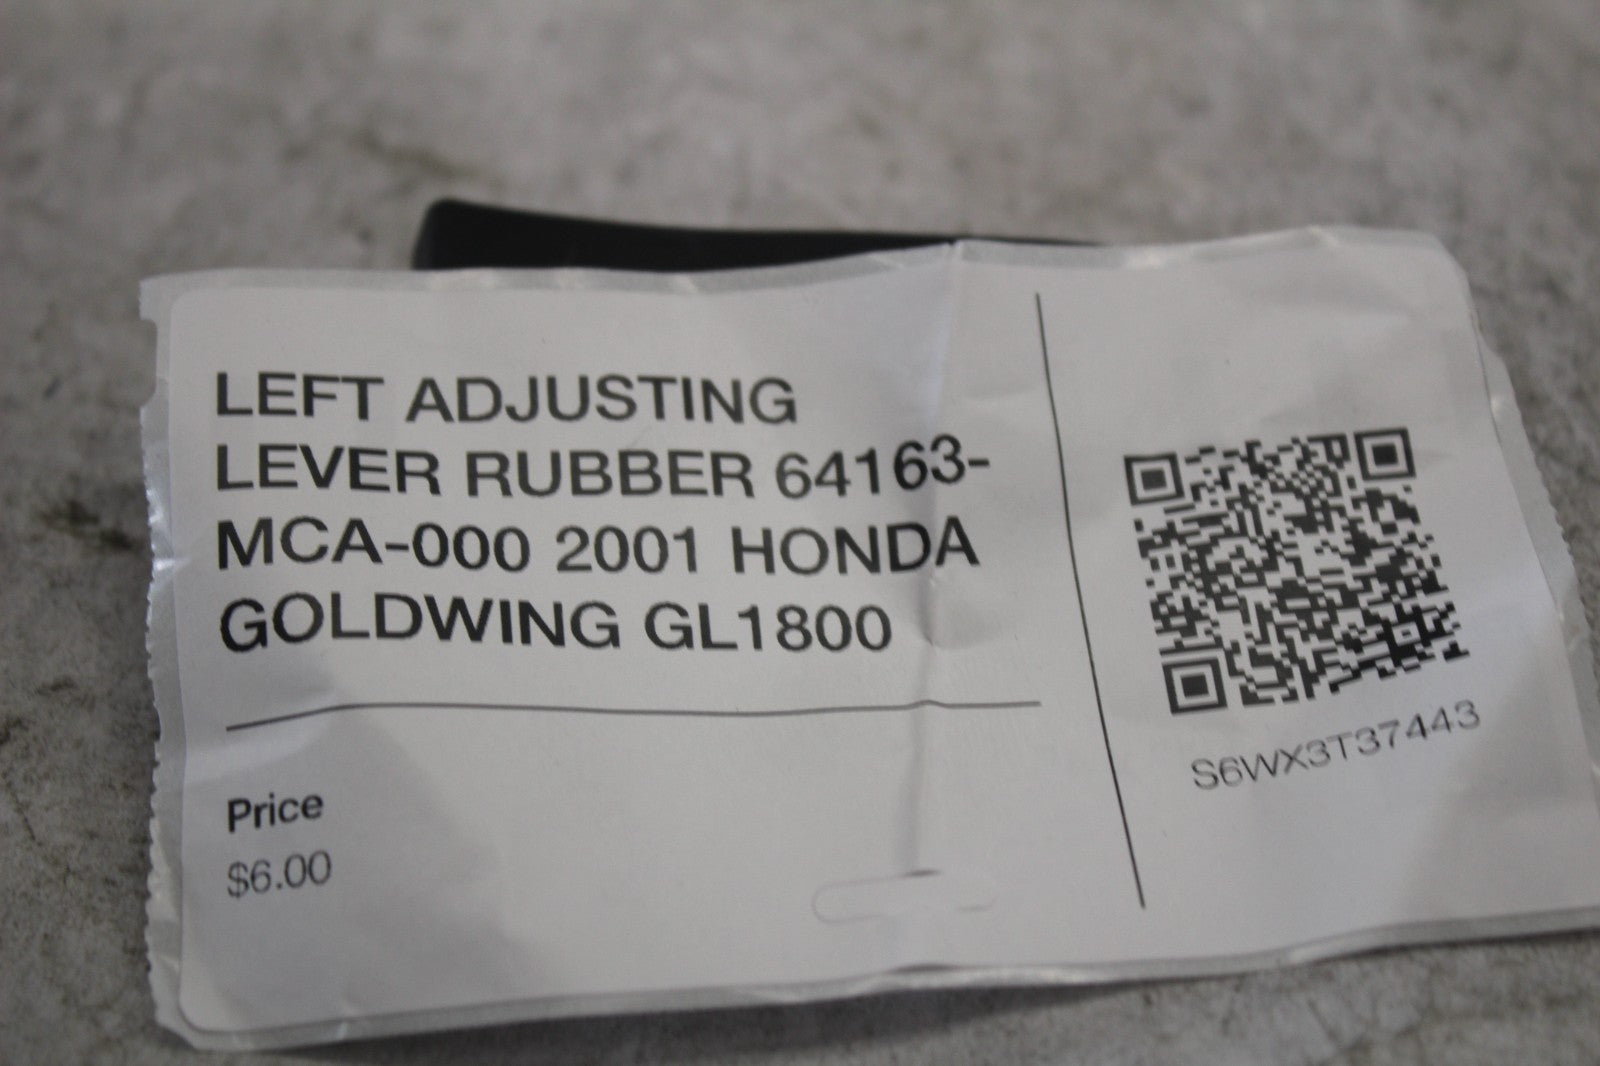 LEFT ADJUSTING
LEVER RUBBER 64163-
MCA-000 2001 HONDA
GOLDWING GL1800
Price
$6.00
S6WX3T37443